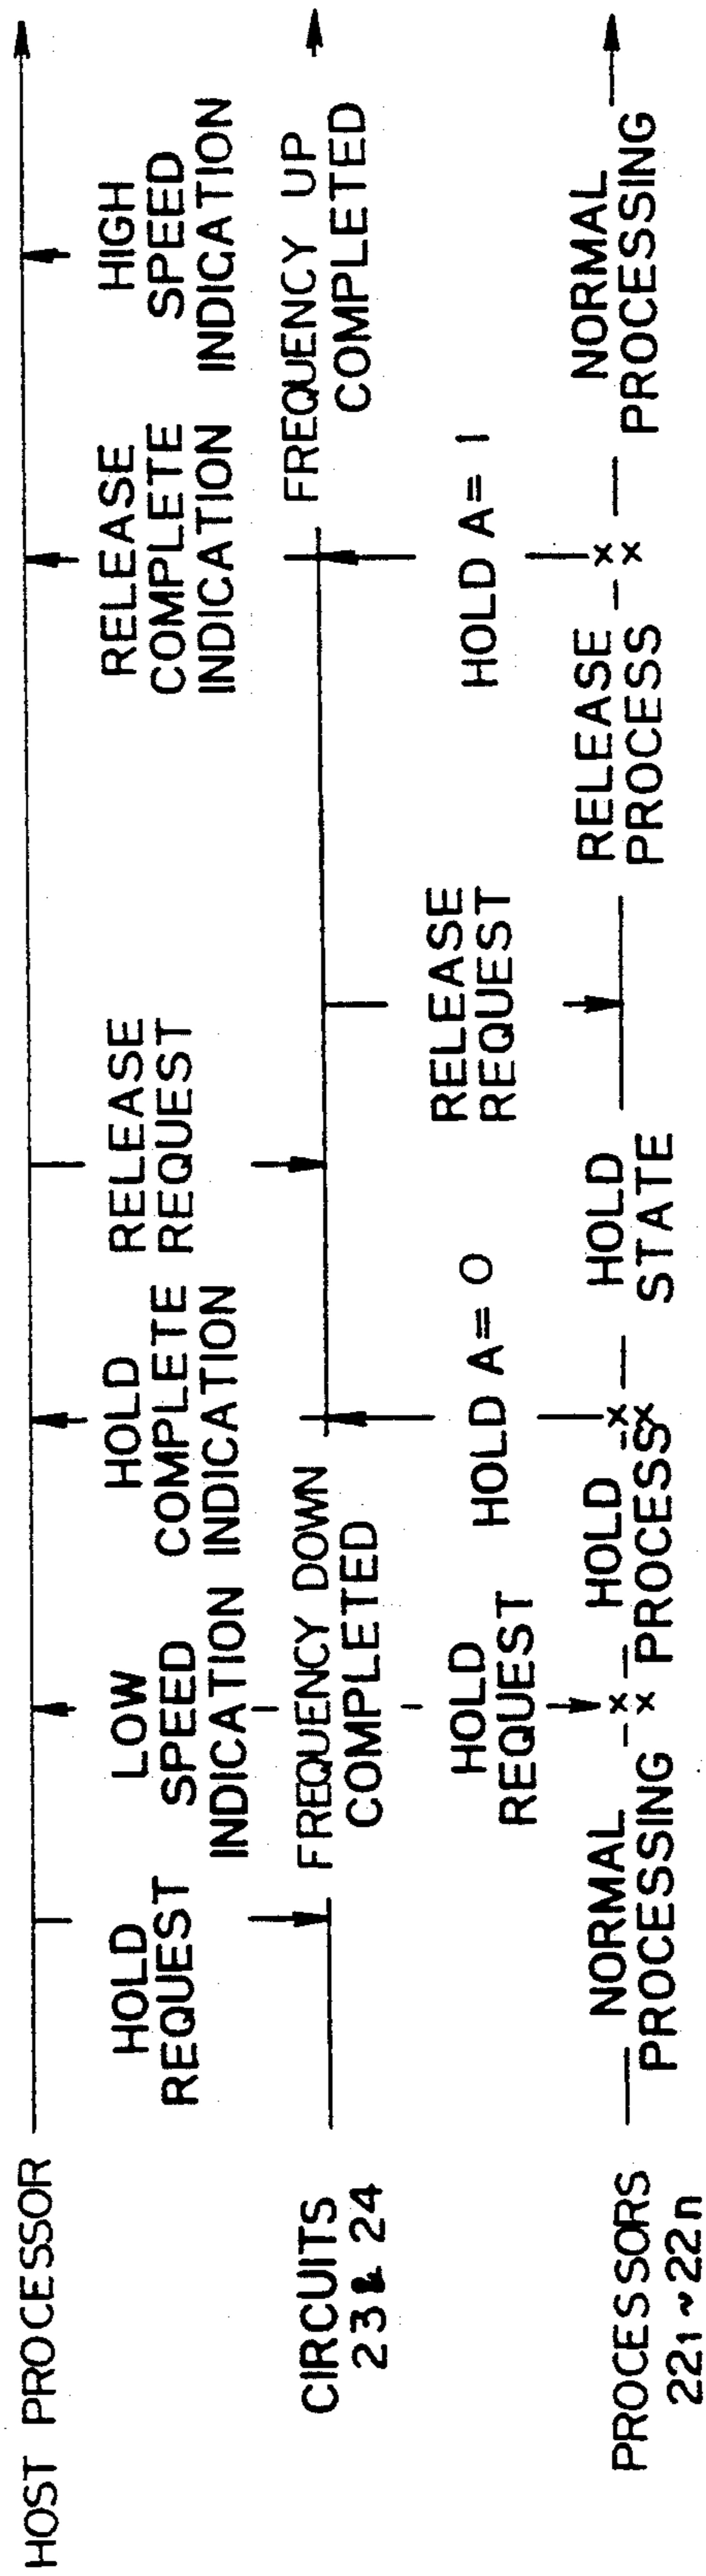 HOST PROCESSOR
HOLD
REQUEST
LOW
SPEED
INDICATION
HOLD
COMPLETE
INDICATION
RELEASE
REQUEST
RELEASE
COMPLETE
INDICATION
HIGH
SPEED
INDICATION
CIRCUITS
23 & 24
FREQUENCY DOWN
COMPLETED
FREQUENCY UP
COMPLETED
HOLD
REQUEST
HOLD A= 0
RELEASE
REQUEST
HOLD A= 1
PROCESSORS
221 ~ 22n
NORMAL
PROCESSING
HOLD
PROCESS
HOLD
STATE
RELEASE
PROCESS
NORMAL
PROCESSING